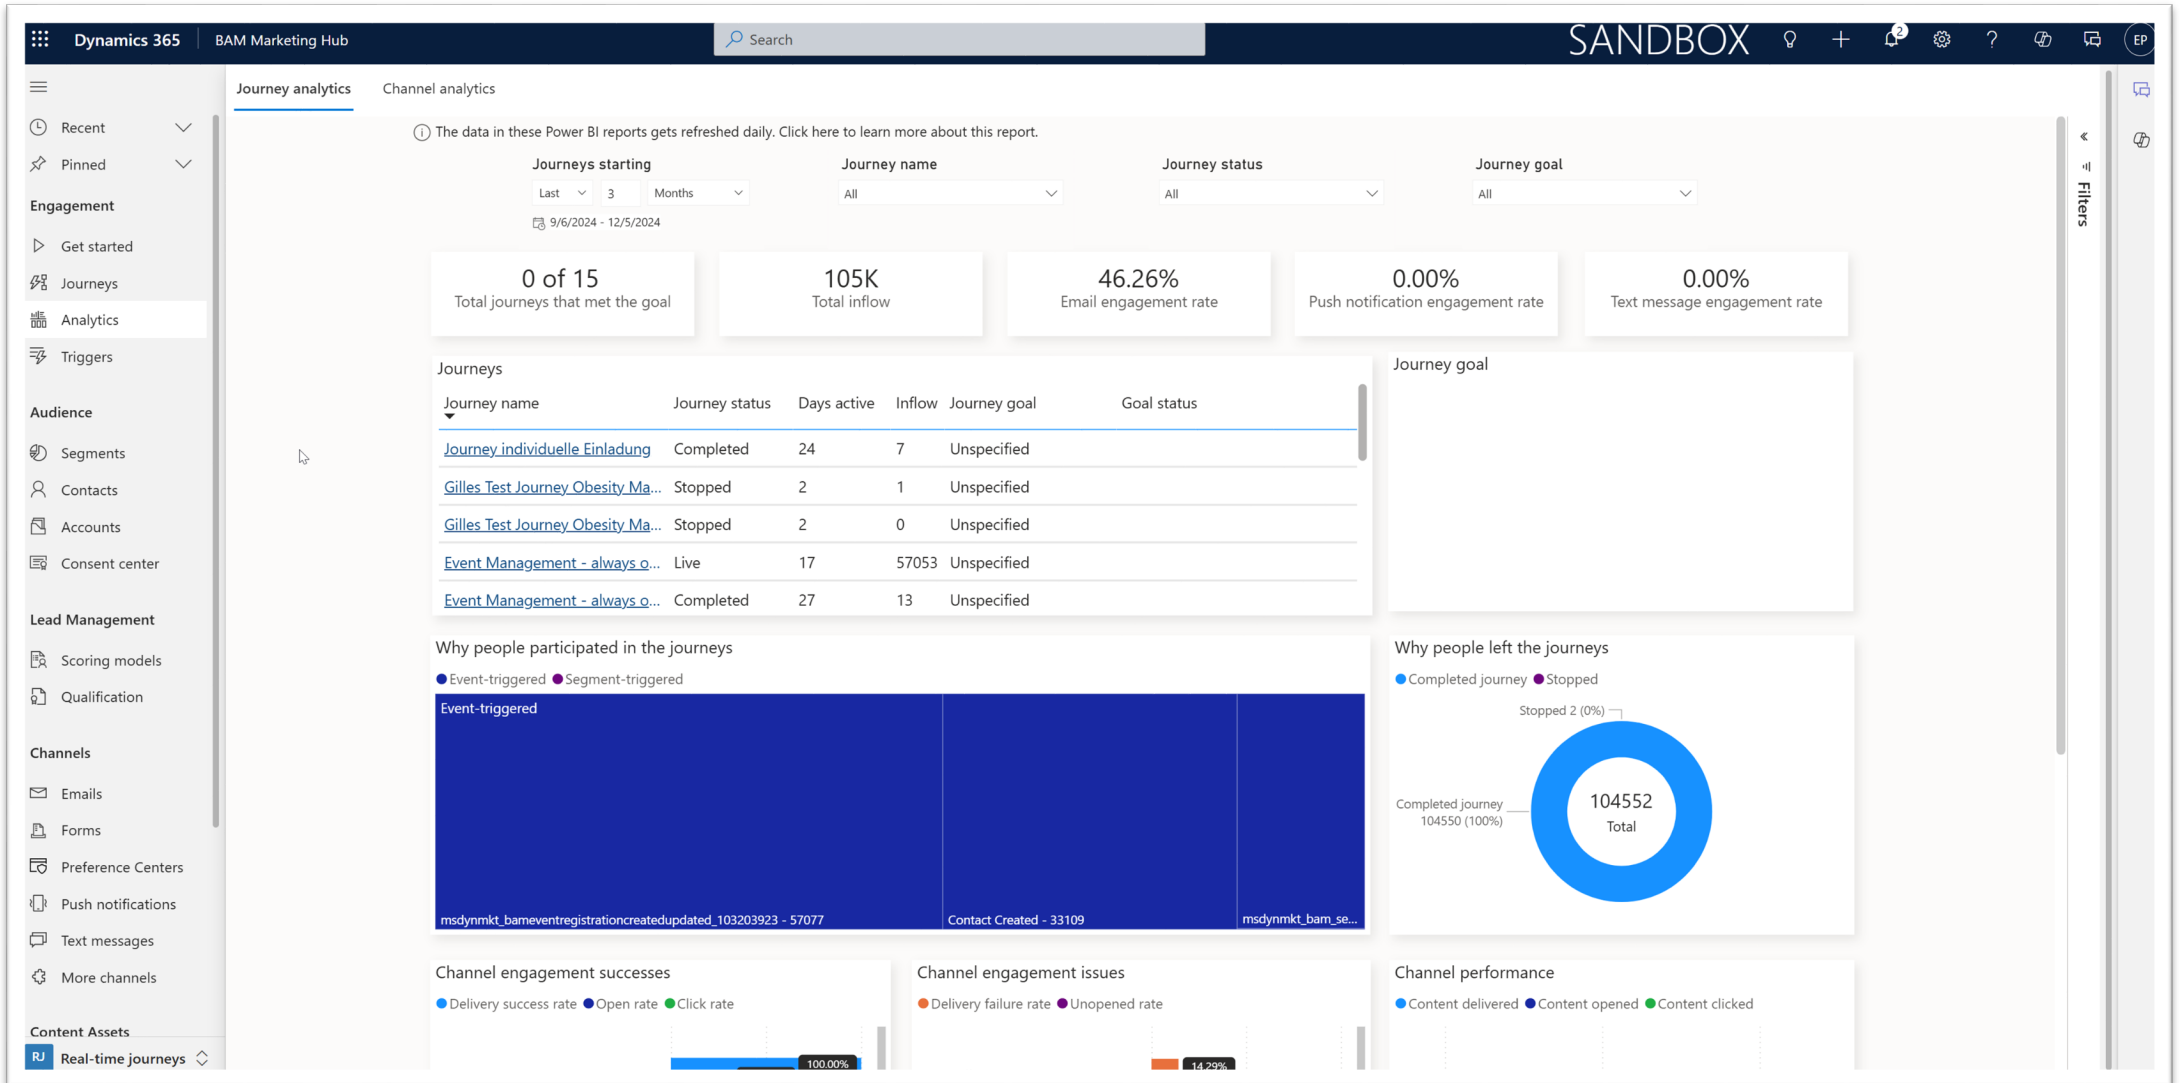 Dynamics 365 BAM Marketing Hub Search SANDBOX 2 EP
Journey analytics Channel analytics
Recent
Pinned
Engagement
Get started
Journeys
Analytics
Triggers
Audience
Segments
Contacts
Accounts
Consent center
Lead Management
Scoring models
Qualification
Channels
Emails
Forms
Preference Centers
Push notifications
Text messages
More channels
Content Assets
RJ Real-time journeys
The data in these Power BI reports gets refreshed daily. Click here to learn more about this report.
Journeys starting Journey name Journey status Journey goal
Last 3 Months All All All
9/6/2024 - 12/5/2024
Filters
0 of 15 105K 46.26% 0.00% 0.00%
Total journeys that met the goal Total inflow Email engagement rate Push notification engagement rate Text message engagement rate
Journeys
Journey name Journey status Days active Inflow Journey goal Goal status
Journey individuelle Einladung Completed 24 7 Unspecified
Gilles Test Journey Obesity Ma... Stopped 2 1 Unspecified
Gilles Test Journey Obesity Ma... Stopped 2 0 Unspecified
Event Management - always o... Live 17 57053 Unspecified
Event Management - always o... Completed 27 13 Unspecified
Journey goal
Why people participated in the journeys
Event-triggered Segment-triggered
Event-triggered
msdynmkt_bameventregistrationcreatedupdated_103203923 - 57077 Contact Created - 33109 msdynmkt_bam_se...
Why people left the journeys
Completed journey Stopped
Stopped 2 (0%)
Completed journey
104550 (100%)
104552
Total
Channel engagement successes
Delivery success rate Open rate Click rate
100.00%
Channel engagement issues
Delivery failure rate Unopened rate
14.29%
Channel performance
Content delivered Content opened Content clicked